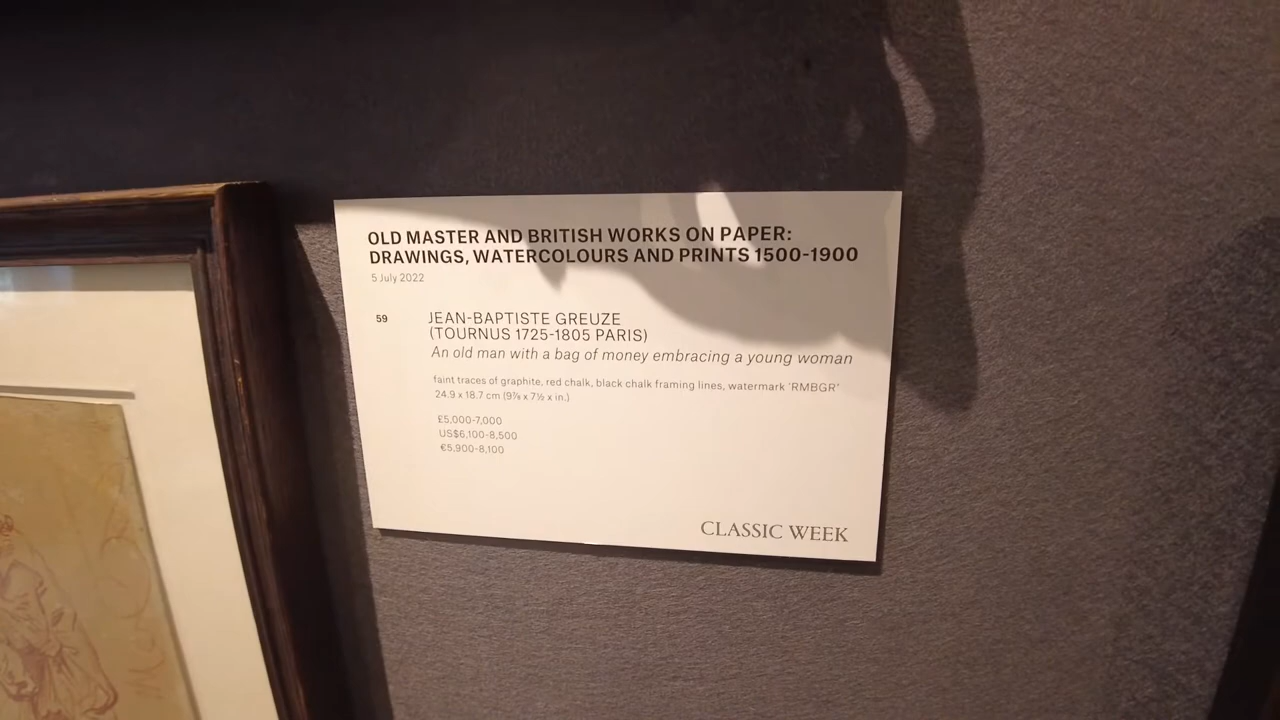 OLD MASTER AND BRITISH WORKS ON PAPER:
DRAWINGS, WATERCOLOURS AND PRINTS 1500-1900
5 July 2022
59
JEAN-BAPTISTE GREUZE
(TOURNUS 1725-1805 PARIS)
An old man with a bag of money embracing a young woman
faint traces of graphite, red chalk, black chalk framing lines, watermark 'RMBGR'
24.9 x 18.7 cm (9⅞ x 7½ x in.)
£5,000-7,000
US$6,100-8,500
€5,900-8,100
CLASSIC WEEK